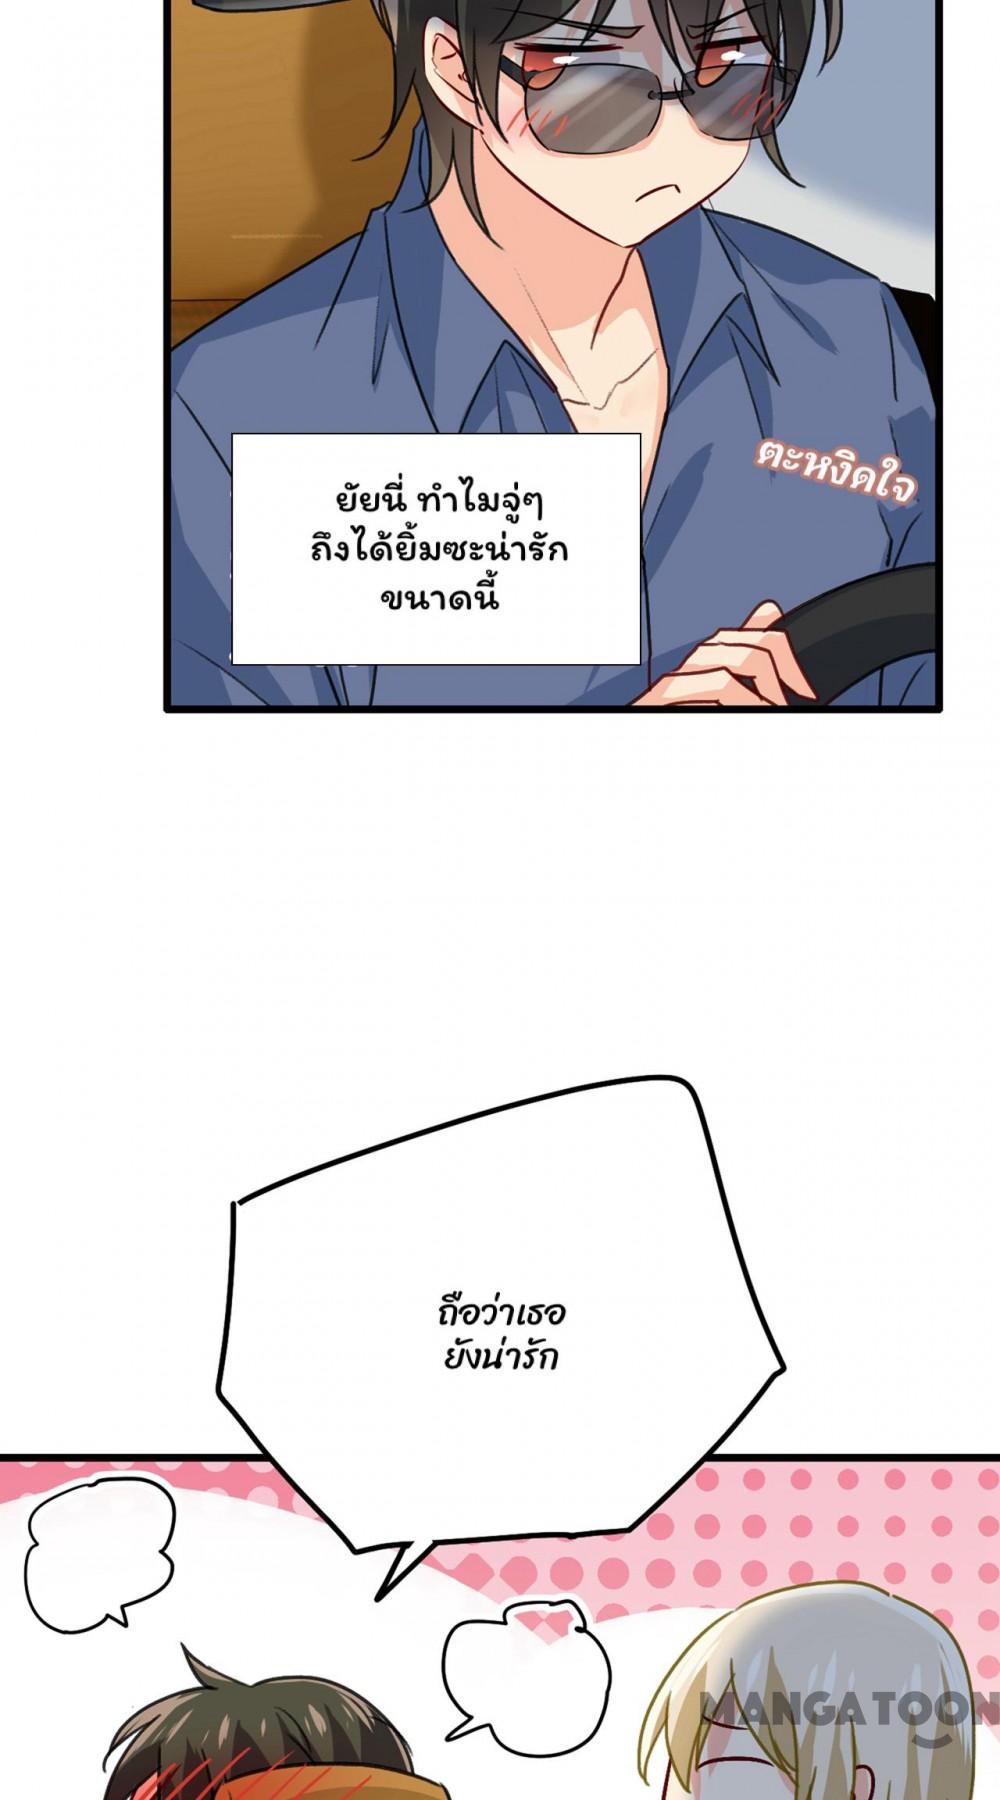 ตะหงิดใจ
ยัยนี่ ทำไมจู่ๆ
ถึงได้ยิ้มซะน่ารัก
ขนาดนี้
ถือว่าเธอ
ยังน่ารัก
MANGATOON